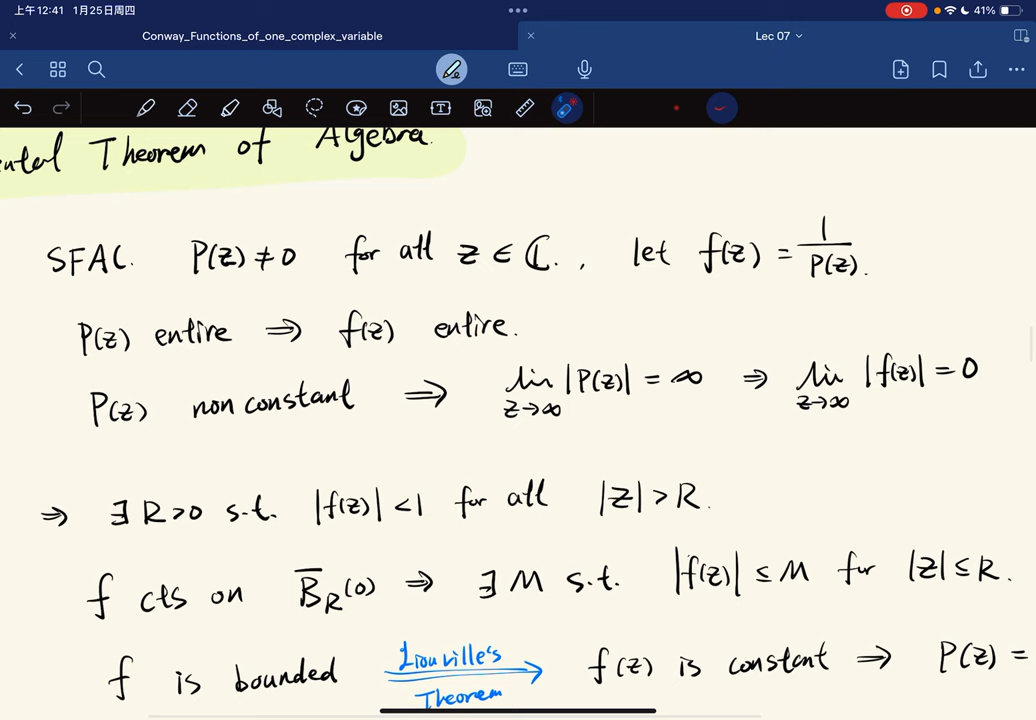 上午12:41 1月25日周四
41%
Conway_Functions_of_one_complex_variable
Lec 07
Theorem of Algebra.
SFAC. P(z) ≠ 0 for all z ∈ ℂ., let f(z) = 1/P(z).
P(z) entire ⇒ f(z) entire.
P(z) nonconstant ⇒ lim_{z→∞} |P(z)| = ∞ ⇒ lim_{z→∞} |f(z)| = 0
⇒ ∃ R>0 s.t. |f(z)| <1 for all |z| > R.
f cts on B̅_R(0) ⇒ ∃ M s.t. |f(z)| ≤ M for |z| ≤ R.
f is bounded Liouville's Theorem ⟹ f(z) is constant ⇒ P(z) =